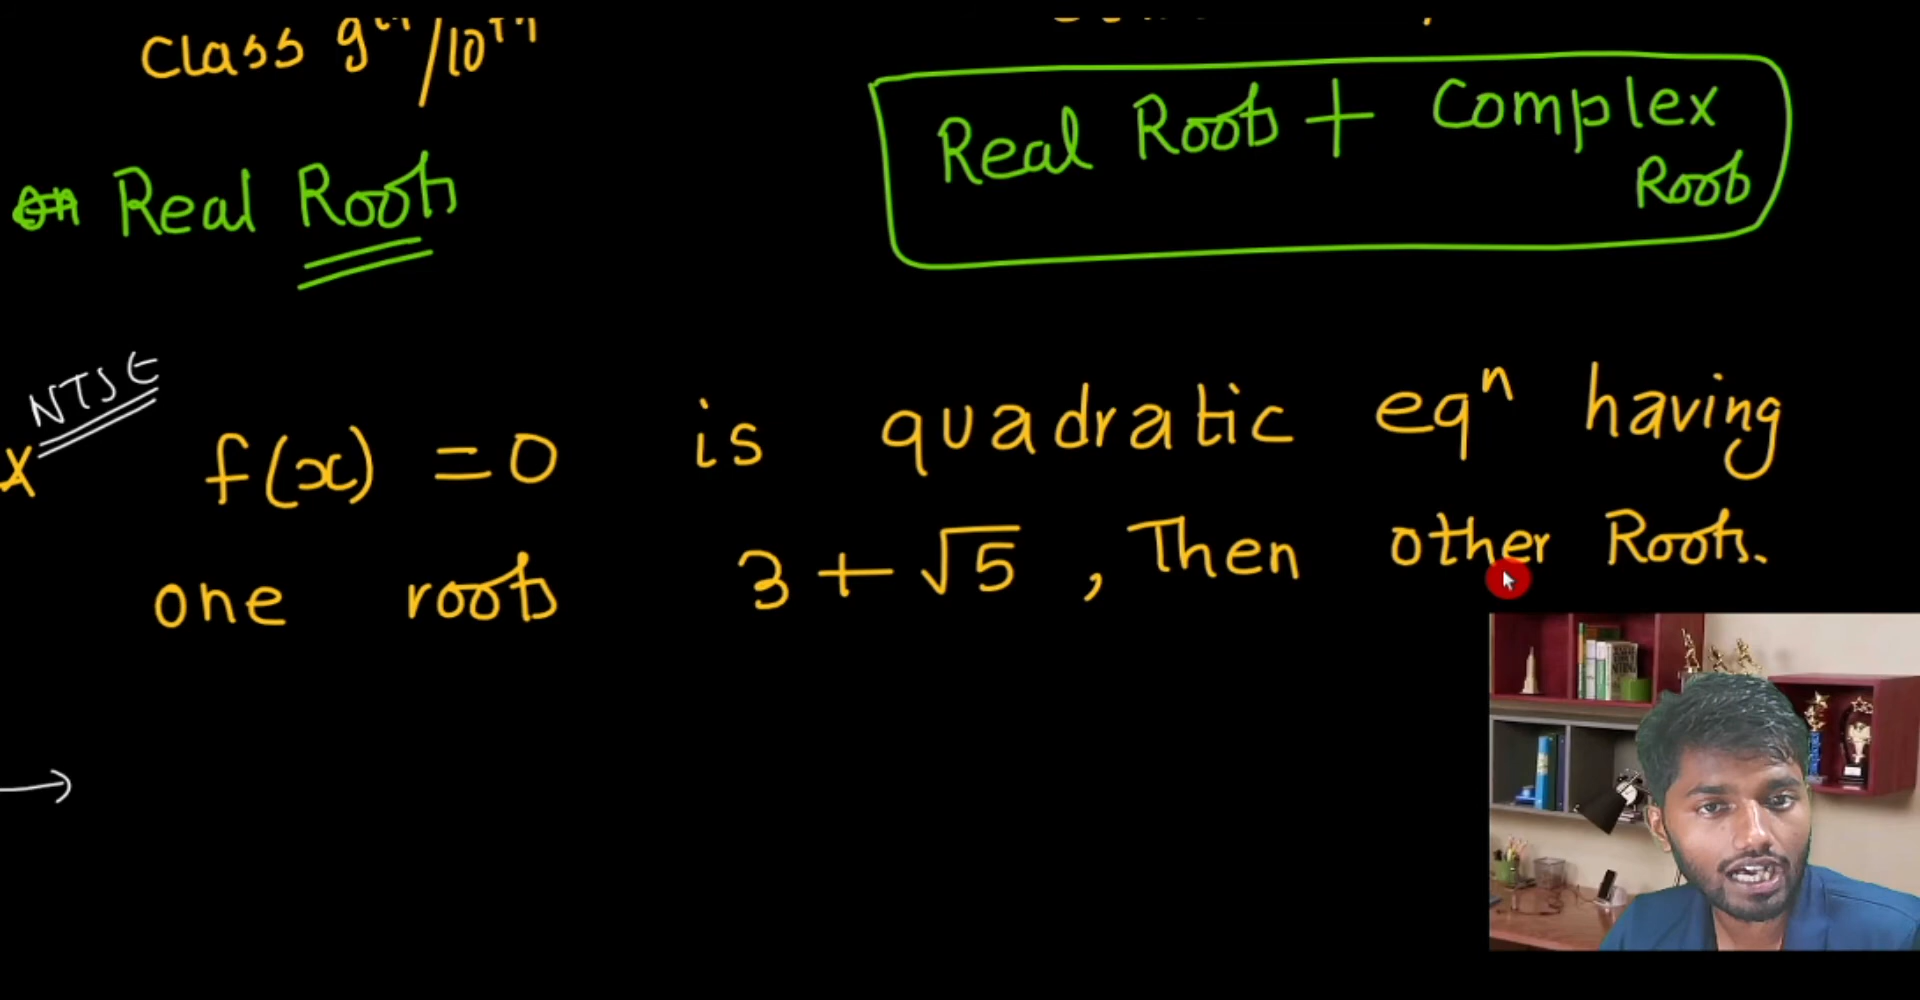 Class 9th/10th
Real Roots + Complex
Roots
Real Roots
NTSE
f(x) = 0 is quadratic eqn having
one roots 3 + √5 , Then other Roots.